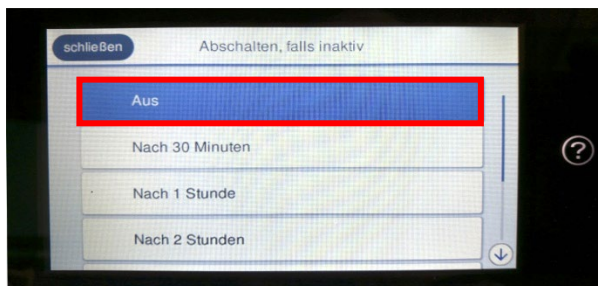 schließen
Abschalten, falls inaktiv
Aus
Nach 30 Minuten
?
Nach 1 Stunde
Nach 2 Stunden